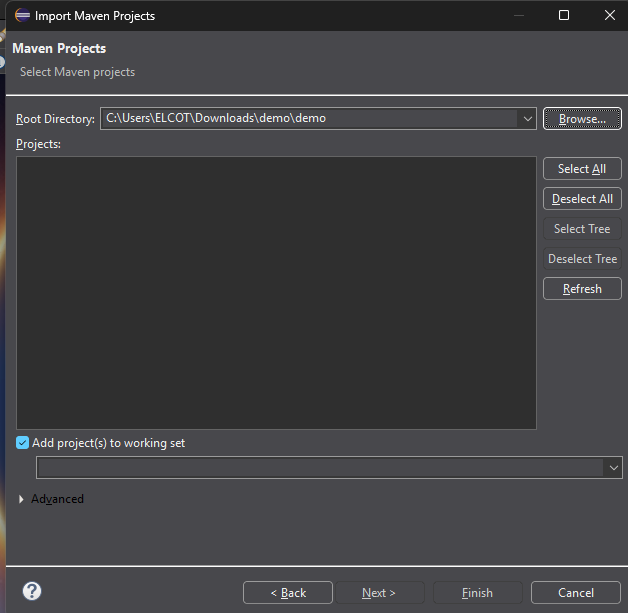 Import Maven Projects
Maven Projects
Select Maven projects
Root Directory: C:\Users\ELCOT\Downloads\demo\demo Browse...
Projects:
Select All
Deselect All
Select Tree
Deselect Tree
Refresh
Add project(s) to working set
Advanced
? < Back Next > Finish Cancel